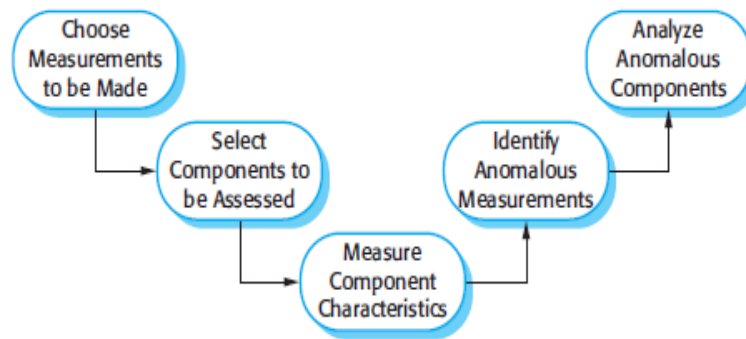 Choose
Measurements
to be Made
Select
Components to
be Assessed
Measure
Component
Characteristics
Identify
Anomalous
Measurements
Analyze
Anomalous
Components